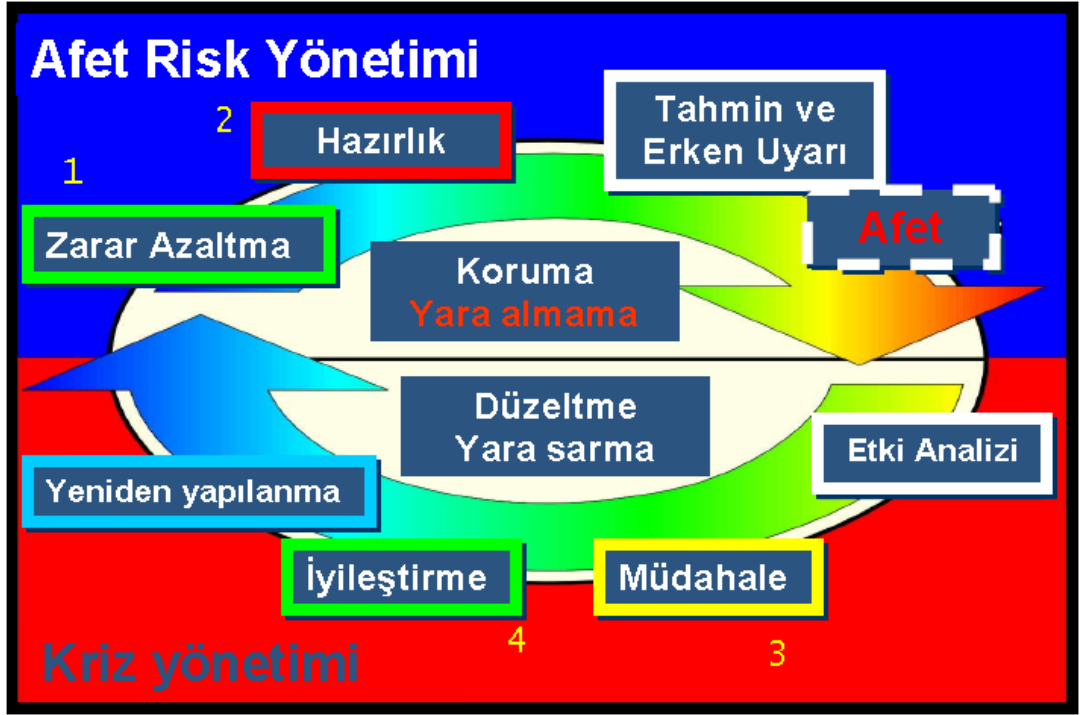 Afet Risk Yönetimi
1
2
Hazırlık
Tahmin ve
Erken Uyarı
Zarar Azaltma
Afet
Koruma
Yara almama
Düzeltme
Yara sarma
Etki Analizi
Yeniden yapılanma
İyileştirme
Müdahale
4
3
Kriz yönetimi